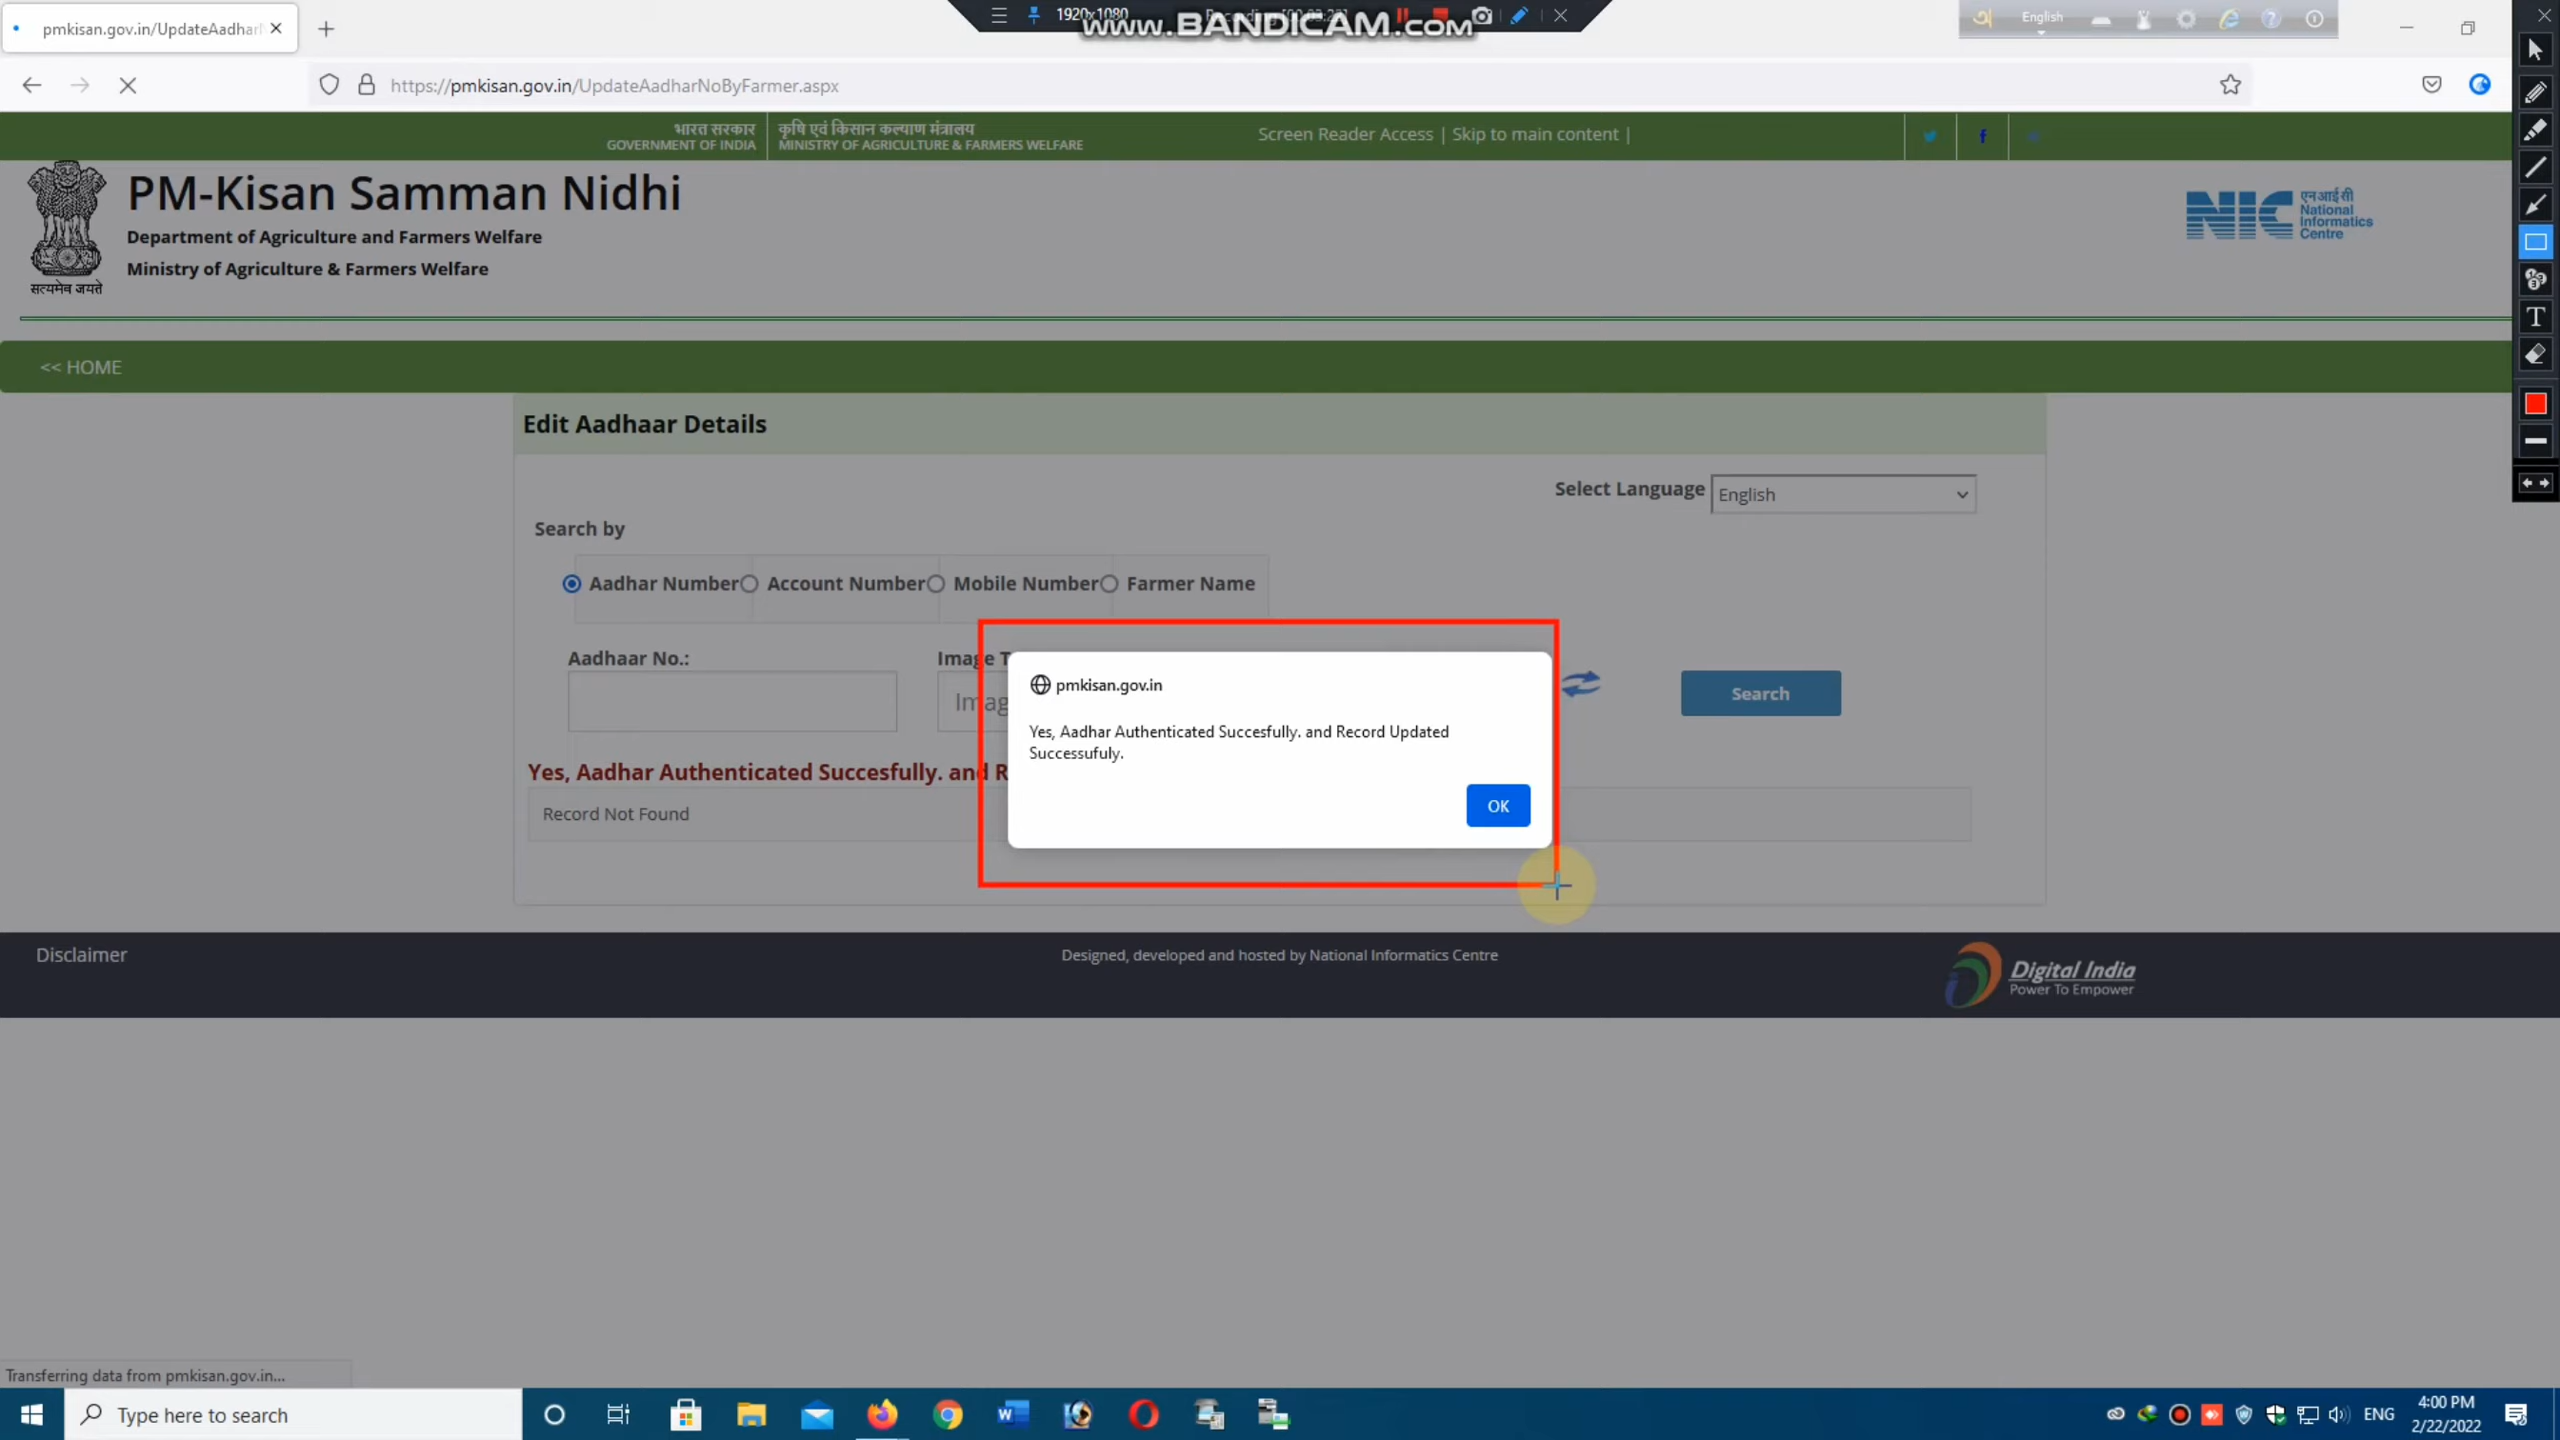 1920x1080
www.BANDICAM.com
pmkisan.gov.in/UpdateAadhar
English
https://pmkisan.gov.in/UpdateAadharNoByFarmer.aspx
भारत सरकार
GOVERNMENT OF INDIA
कृषि एवं किसान कल्याण मंत्रालय
MINISTRY OF AGRICULTURE & FARMERS WELFARE
Screen Reader Access | Skip to main content |
PM-Kisan Samman Nidhi
Department of Agriculture and Farmers Welfare
Ministry of Agriculture & Farmers Welfare
सत्यमेव जयते
NIC
एनआईसी
National
Informatics
Centre
<< HOME
Edit Aadhaar Details
Select Language English
Search by
Aadhar Number Account Number Mobile Number Farmer Name
Aadhaar No.:
Image T
Imag
Search
pmkisan.gov.in
Yes, Aadhar Authenticated Succesfully. and Record Updated
Successufuly.
OK
Yes, Aadhar Authenticated Succesfully. and R
Record Not Found
Disclaimer
Designed, developed and hosted by National Informatics Centre
Digital India
Power To Empower
Transferring data from pmkisan.gov.in...
Type here to search
ENG
4:00 PM
2/22/2022